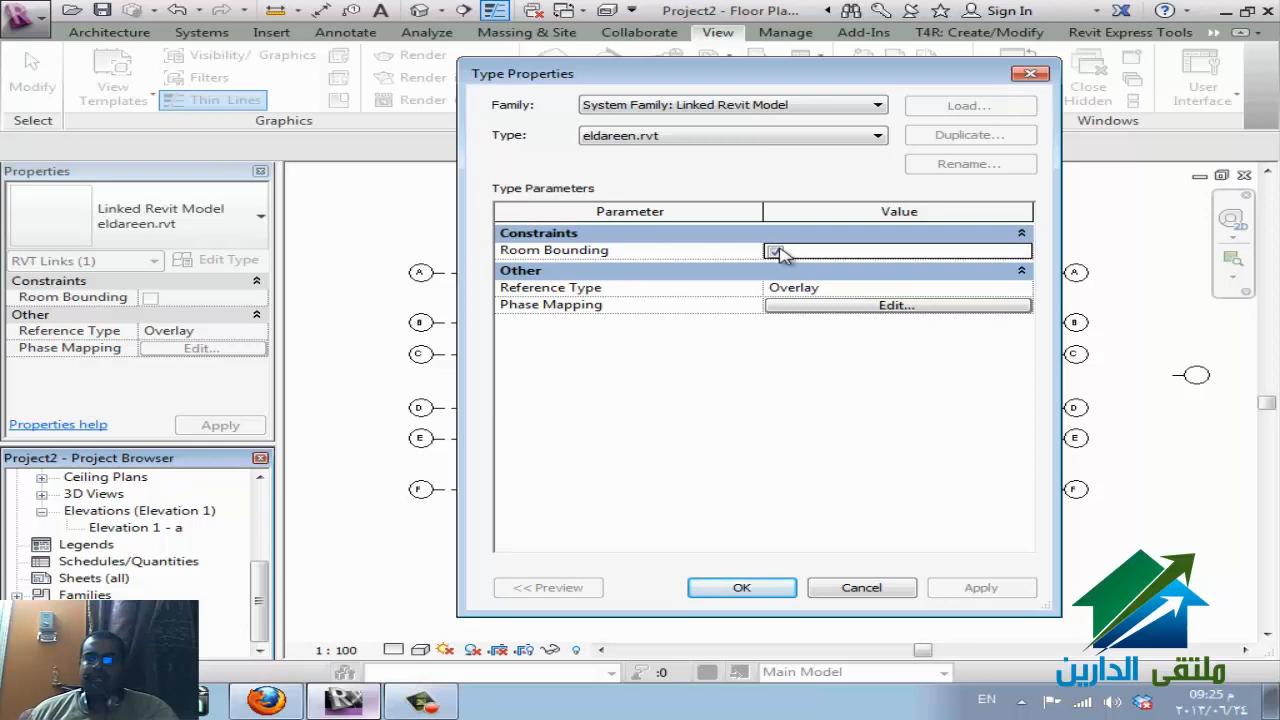 Project2 - Floor Pla...
Sign In
Architecture
Systems
Insert
Annotate
Analyze
Massing & Site
Collaborate
View
Manage
Add-Ins
T4R: Create/Modify
Revit Express Tools
Modify
View
Templates
Visibility/ Graphics
Filters
Thin Lines
Render
Render
Render
Close
Hidden
User
Interface
Select
Graphics
Windows
Properties
Linked Revit Model
eldareen.rvt
RVT Links (1)
Edit Type
Constraints
Room Bounding
Other
Reference Type
Overlay
Phase Mapping
Edit...
Properties help
Apply
Project2 - Project Browser
Ceiling Plans
3D Views
Elevations (Elevation 1)
Elevation 1 - a
Legends
Schedules/Quantities
Sheets (all)
Families
Type Properties
Family:
System Family: Linked Revit Model
Load...
Type:
eldareen.rvt
Duplicate...
Rename...
Type Parameters
Parameter
Value
Constraints
Room Bounding
Other
Reference Type
Overlay
Phase Mapping
Edit...
<< Preview
OK
Cancel
Apply
A
B
C
D
E
F
A
B
C
D
E
F
2D
1 : 100
:0
Main Model
ملتقى الدارين
EN
09:25 م
٢٠١٣/٠٦/٢٤